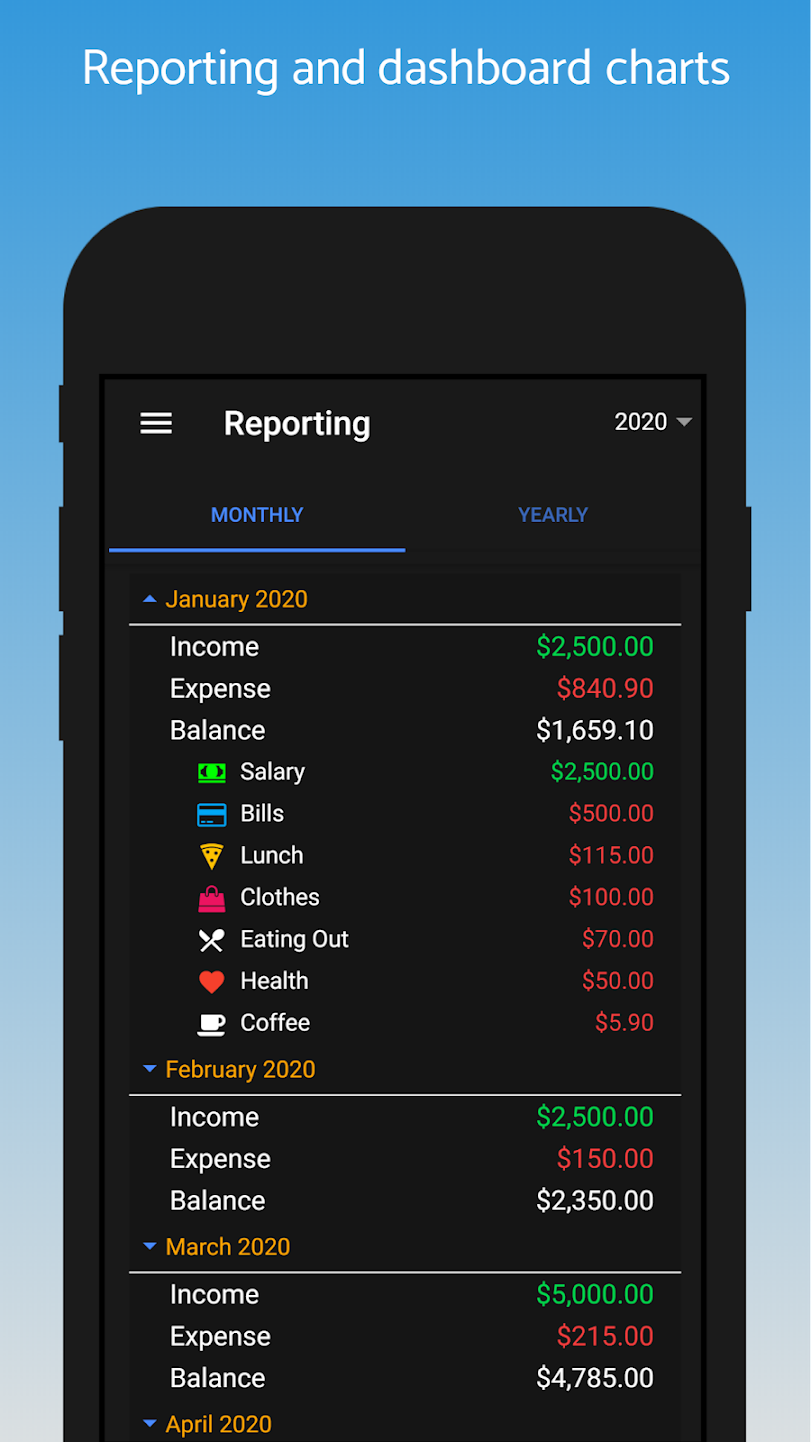 Reporting and dashboard charts
Reporting 2020
MONTHLY YEARLY
January 2020
Income $2,500.00
Expense $840.90
Balance $1,659.10
Salary $2,500.00
Bills $500.00
Lunch $115.00
Clothes $100.00
Eating Out $70.00
Health $50.00
Coffee $5.90
February 2020
Income $2,500.00
Expense $150.00
Balance $2,350.00
March 2020
Income $5,000.00
Expense $215.00
Balance $4,785.00
April 2020